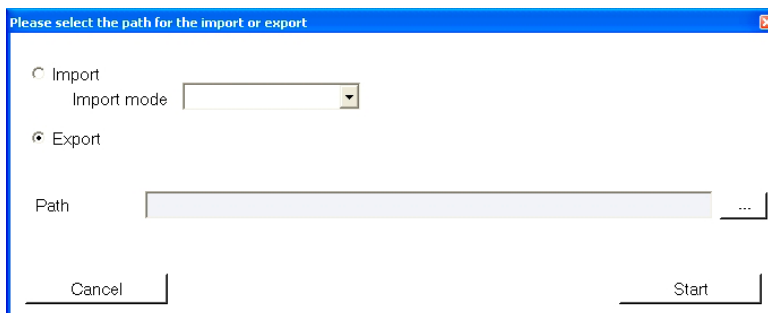 Please select the path for the import or export
Import
Import mode
Export
Path
...
Cancel
Start